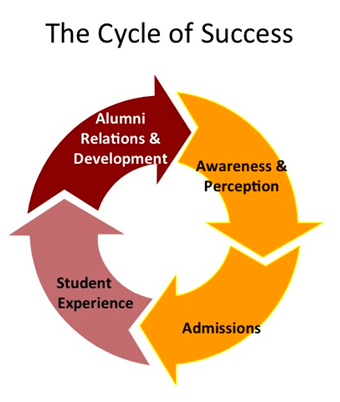 The Cycle of Success
Alumni
Relations &
Development
Awareness &
Perception
Admissions
Student
Experience